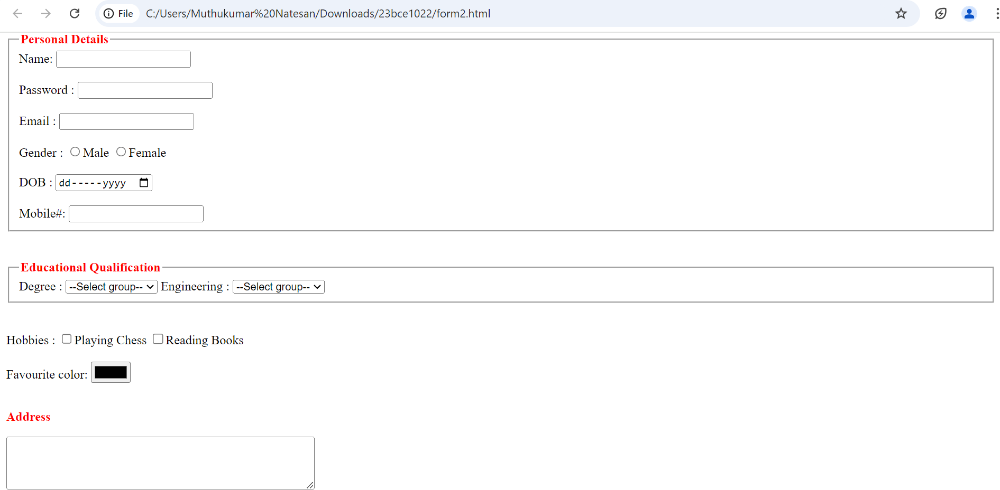 File C:/Users/Muthukumar%20Natesan/Downloads/23bce1022/form2.html
Personal Details
Name:
Password :
Email :
Gender : Male Female
DOB : dd-----yyyy
Mobile#:
Educational Qualification
Degree : --Select group-- Engineering : --Select group--
Hobbies : Playing Chess Reading Books
Favourite color:
Address